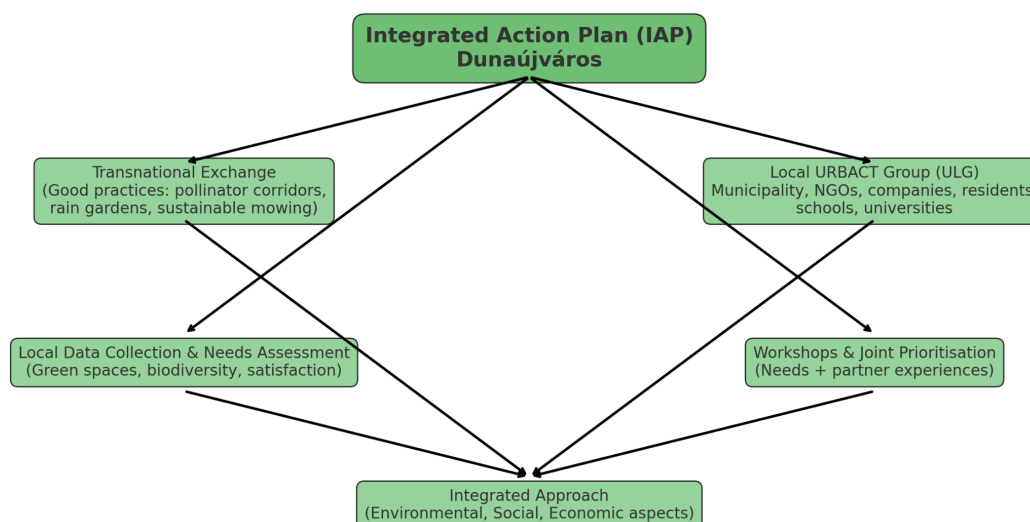 Integrated Action Plan (IAP)
Dunaújváros
Transnational Exchange
(Good practices: pollinator corridors,
rain gardens, sustainable mowing)
Local URBACT Group (ULG)
Municipality, NGOs, companies, residents
schools, universities
Local Data Collection & Needs Assessment
(Green spaces, biodiversity, satisfaction)
Workshops & Joint Prioritisation
(Needs + partner experiences)
Integrated Approach
(Environmental, Social, Economic aspects)